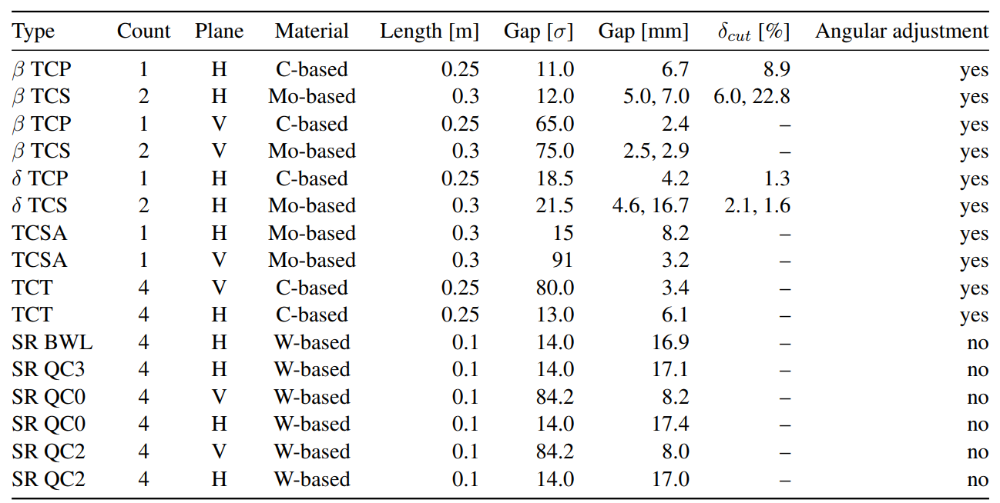 Type Count Plane Material Length [m] Gap [σ] Gap [mm] δcut [%] Angular adjustment
β TCP 1 H C-based 0.25 11.0 6.7 8.9 yes
β TCS 2 H Mo-based 0.3 12.0 5.0, 7.0 6.0, 22.8 yes
β TCP 1 V C-based 0.25 65.0 2.4 – yes
β TCS 2 V Mo-based 0.3 75.0 2.5, 2.9 – yes
δ TCP 1 H C-based 0.25 18.5 4.2 1.3 yes
δ TCS 2 H Mo-based 0.3 21.5 4.6, 16.7 2.1, 1.6 yes
TCSA 1 H Mo-based 0.3 15 8.2 – yes
TCSA 1 V Mo-based 0.3 91 3.2 – yes
TCT 4 V C-based 0.25 80.0 3.4 – yes
TCT 4 H C-based 0.25 13.0 6.1 – yes
SR BWL 4 H W-based 0.1 14.0 16.9 – no
SR QC3 4 H W-based 0.1 14.0 17.1 – no
SR QC0 4 V W-based 0.1 84.2 8.2 – no
SR QC0 4 H W-based 0.1 14.0 17.4 – no
SR QC2 4 V W-based 0.1 84.2 8.0 – no
SR QC2 4 H W-based 0.1 14.0 17.0 – no